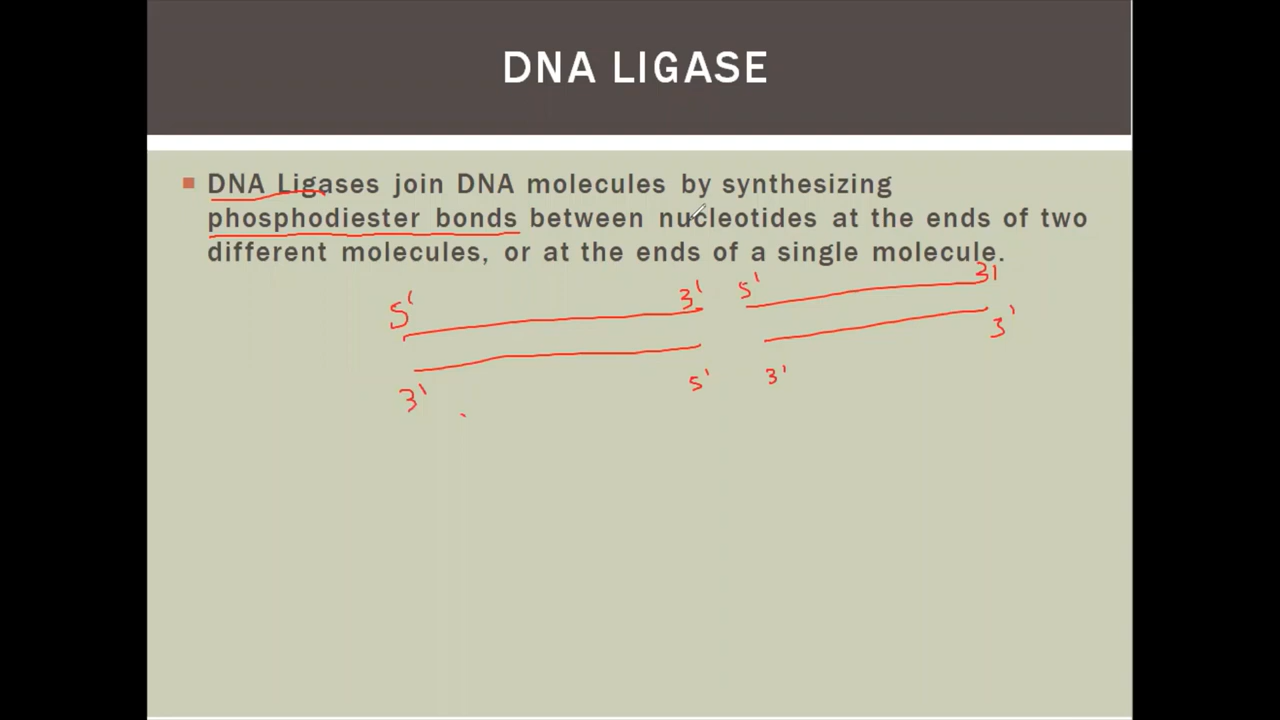 DNA LIGASE
DNA Ligases join DNA molecules by synthesizing
phosphodiester bonds between nucleotides at the ends of two
different molecules, or at the ends of a single molecule.
5' 3' 5' 3'
3' 5' 3' 3'